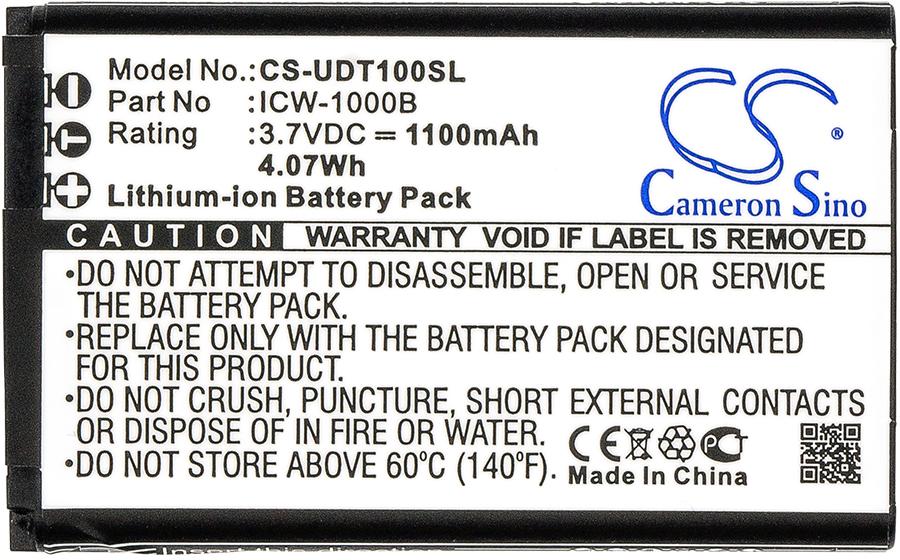 Model No.: CS-UDT100SL
Part No :ICW-1000B
Rating :3.7VDC ⎓ 1100mAh
4.07Wh
Lithium-ion Battery Pack
CS ®
Cameron Sino
CAUTION WARRANTY VOID IF LABEL IS REMOVED
•DO NOT ATTEMPT TO DISASSEMBLE, OPEN OR SERVICE
THE BATTERY PACK.
•REPLACE ONLY WITH THE BATTERY PACK DESIGNATED
FOR THIS PRODUCT.
•DO NOT CRUSH, PUNCTURE, SHORT EXTERNAL CONTACTS
OR DISPOSE OF IN FIRE OR WATER.
•DO NOT STORE ABOVE 60°C (140°F).
CE PCT
Made In China